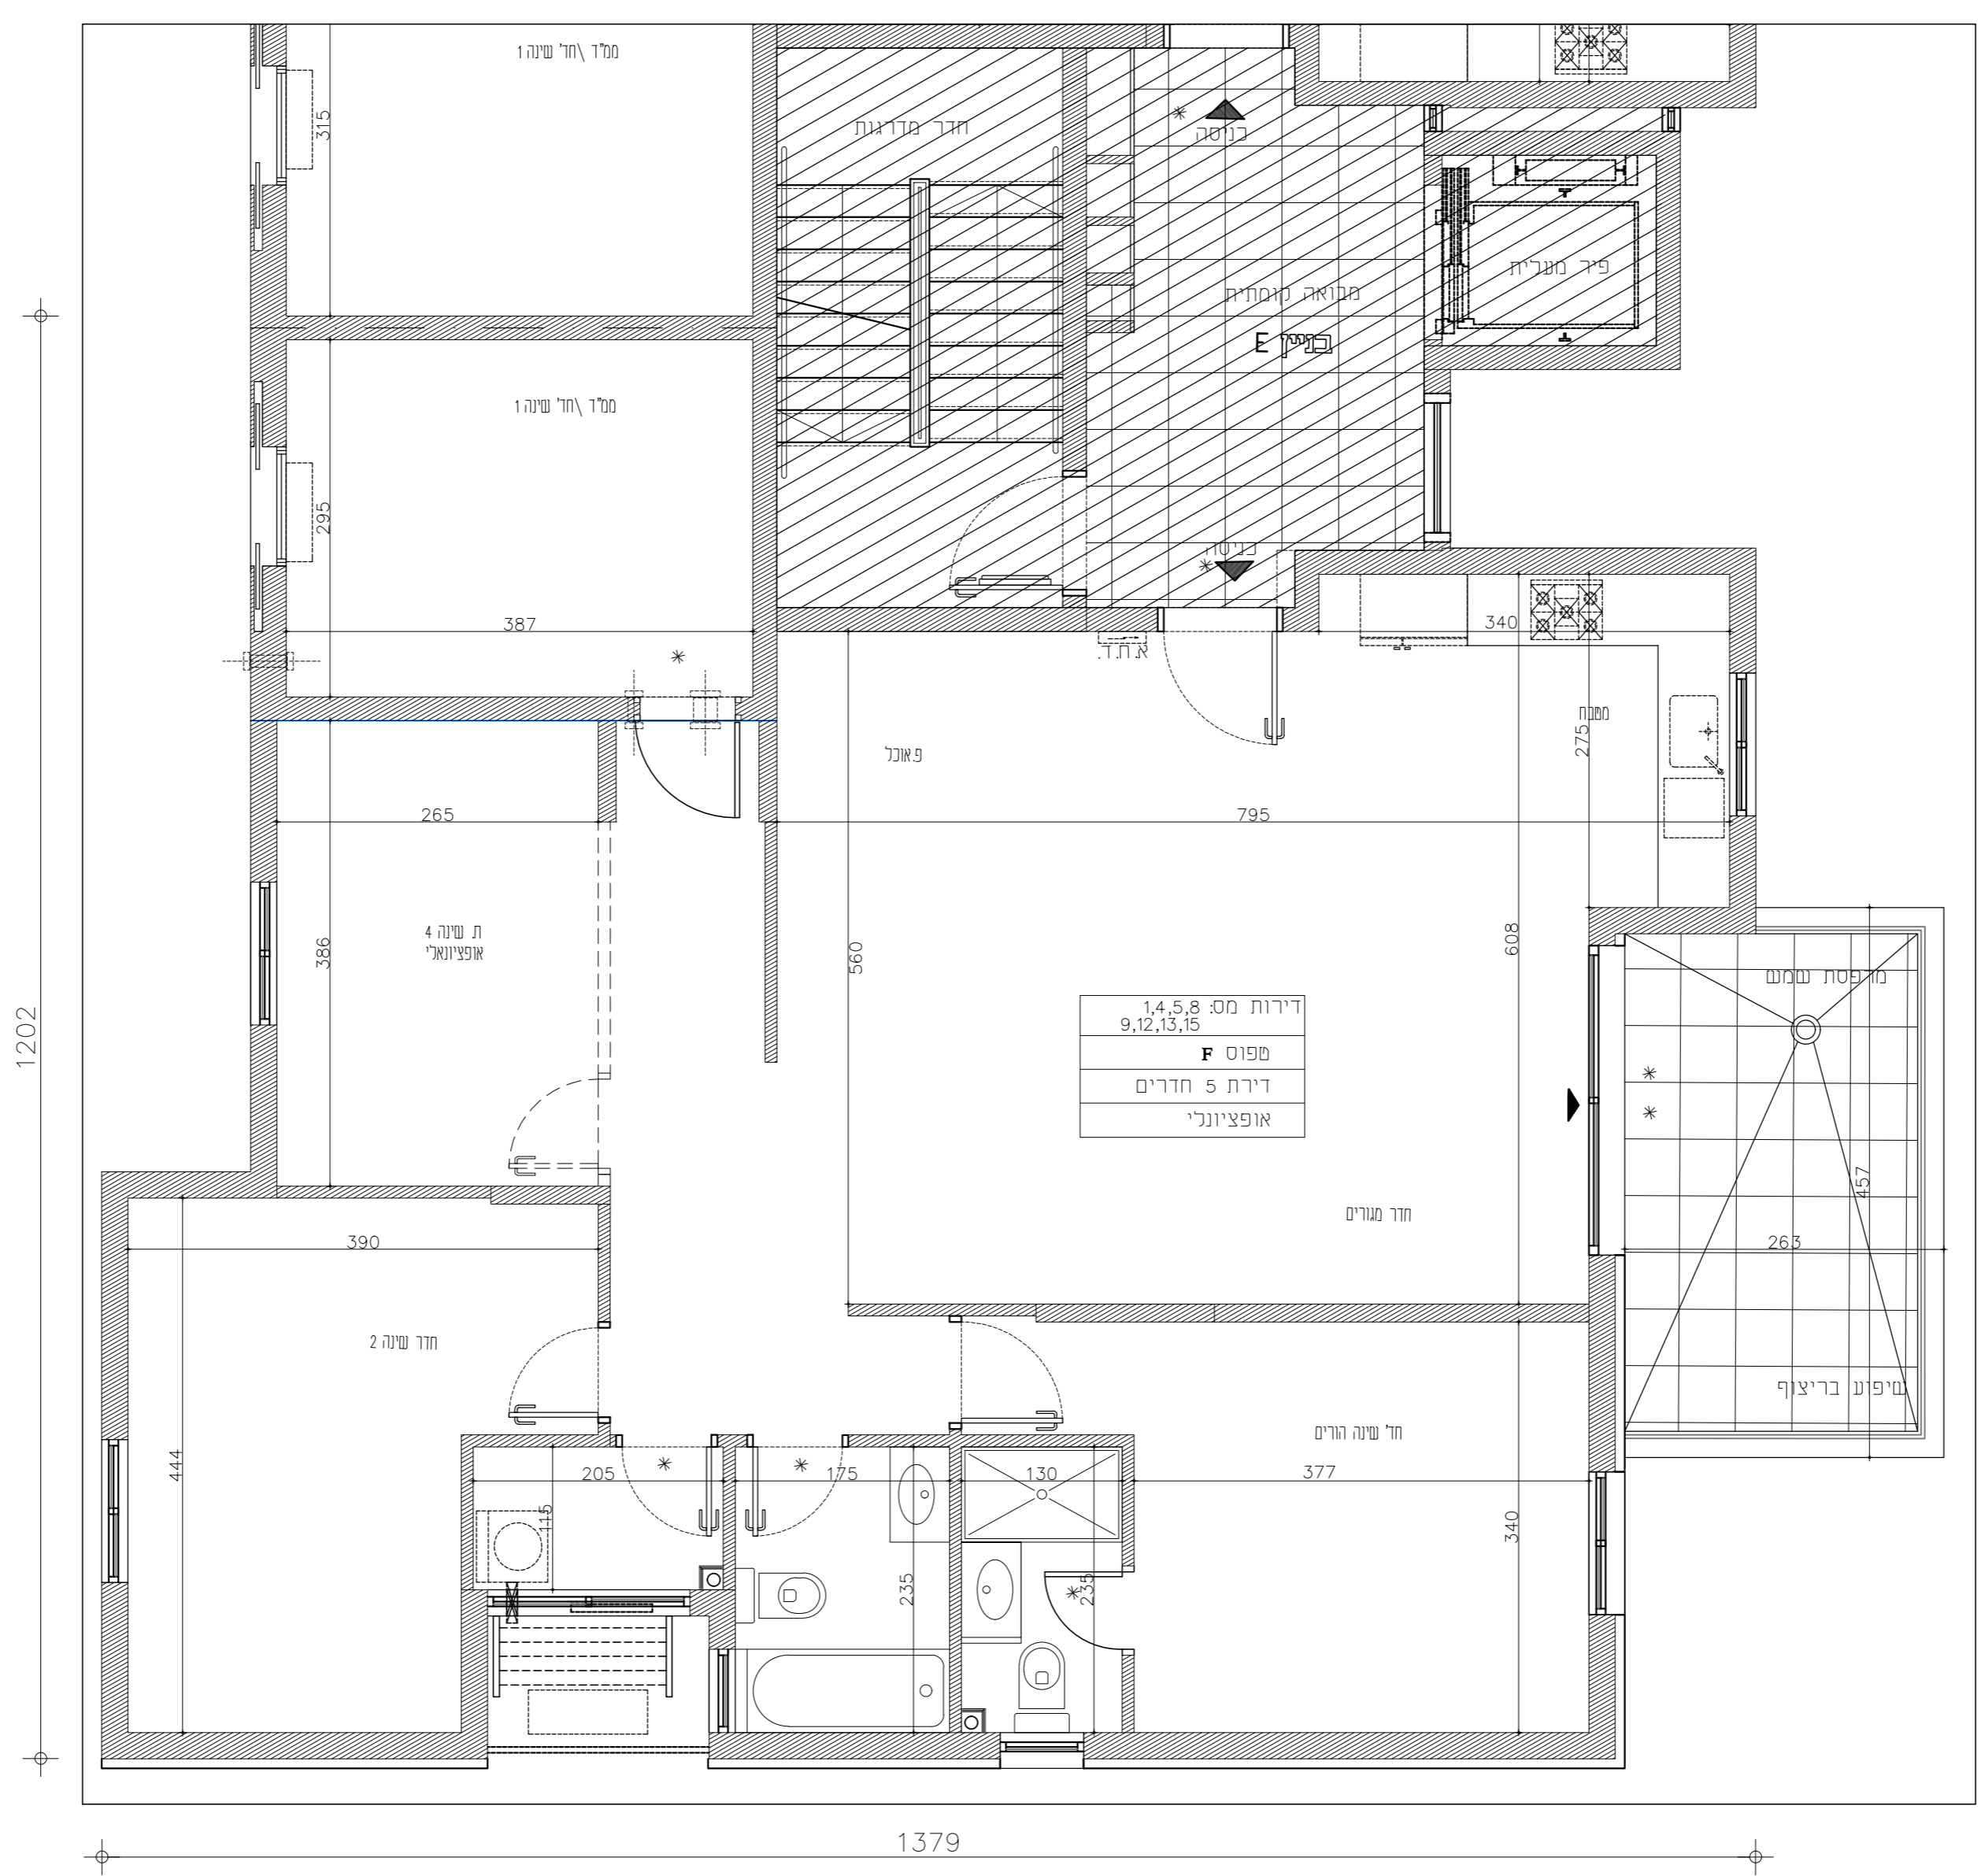 ממ"ד \חד' שינה 1
315
חדר מדרגות
*
כניסה
פיר מעלית
מבואה קומתית
בניין E
ממ"ד \חד' שינה 1
295
387
*
כניסה
*
א.ח.ד.
340
מטבח
275
פ.אוכל
265
795
ת שינה 4
אופציונאלי
386
560
608
דירות מס: 1,4,5,8
9,12,13,15
טפוס F
דירת 5 חדרים
אופציונלי
מרפסת שמש
*
*
457
263
שיפוע בריצוף
1202
חדר מגורים
390
חדר שינה 2
444
חד' שינה הורים
205
*
115
*
175
235
130
*
235
377
340
1379